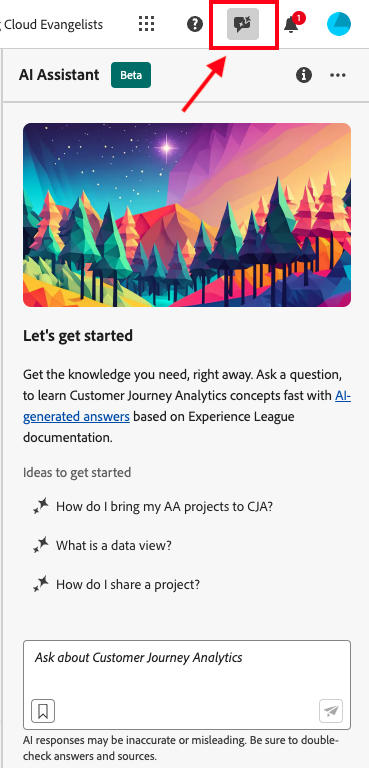 Cloud Evangelists
1
AI Assistant Beta
Let's get started
Get the knowledge you need, right away. Ask a question,
to learn Customer Journey Analytics concepts fast with AI-
generated answers based on Experience League
documentation.
Ideas to get started
How do I bring my AA projects to CJA?
What is a data view?
How do I share a project?
Ask about Customer Journey Analytics
AI responses may be inaccurate or misleading. Be sure to double-
check answers and sources.